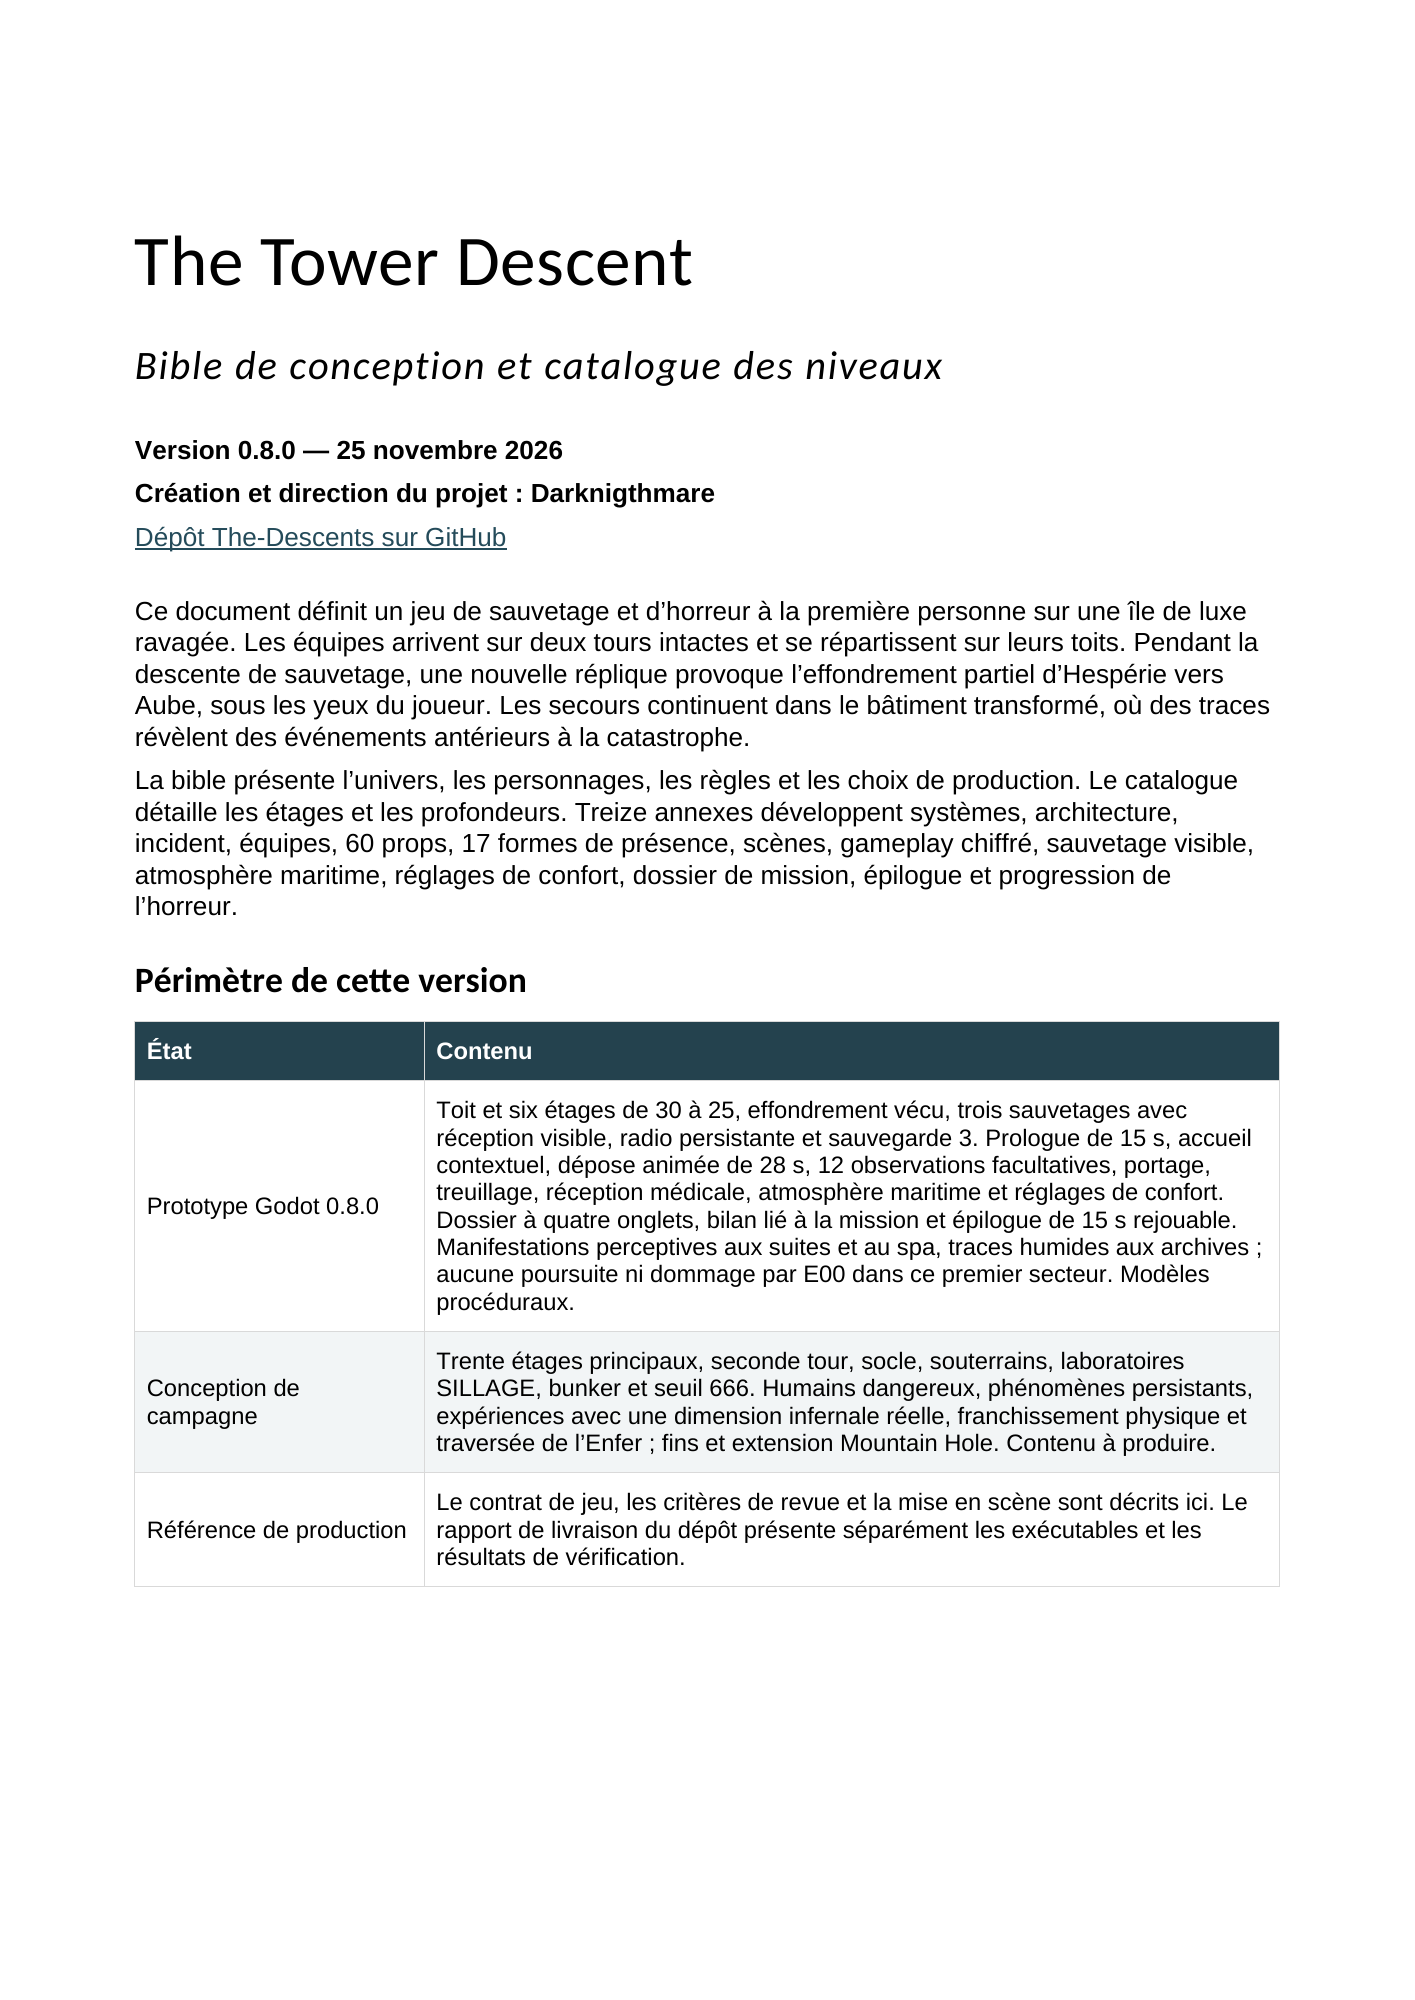 The Tower Descent
Bible de conception et catalogue des niveaux
Version 0.8.0 — 25 novembre 2026
Création et direction du projet : Darknigthmare
Dépôt The-Descents sur GitHub
Ce document définit un jeu de sauvetage et d’horreur à la première personne sur une île de luxe
ravagée. Les équipes arrivent sur deux tours intactes et se répartissent sur leurs toits. Pendant la
descente de sauvetage, une nouvelle réplique provoque l’effondrement partiel d’Hespérie vers
Aube, sous les yeux du joueur. Les secours continuent dans le bâtiment transformé, où des traces
révèlent des événements antérieurs à la catastrophe.
La bible présente l’univers, les personnages, les règles et les choix de production. Le catalogue
détaille les étages et les profondeurs. Treize annexes développent systèmes, architecture,
incident, équipes, 60 props, 17 formes de présence, scènes, gameplay chiffré, sauvetage visible,
atmosphère maritime, réglages de confort, dossier de mission, épilogue et progression de
l’horreur.
Périmètre de cette version
État
Contenu
Prototype Godot 0.8.0
Toit et six étages de 30 à 25, effondrement vécu, trois sauvetages avec
réception visible, radio persistante et sauvegarde 3. Prologue de 15 s, accueil
contextuel, dépose animée de 28 s, 12 observations facultatives, portage,
treuillage, réception médicale, atmosphère maritime et réglages de confort.
Dossier à quatre onglets, bilan lié à la mission et épilogue de 15 s rejouable.
Manifestations perceptives aux suites et au spa, traces humides aux archives ;
aucune poursuite ni dommage par E00 dans ce premier secteur. Modèles
procéduraux.
Conception de
campagne
Trente étages principaux, seconde tour, socle, souterrains, laboratoires
SILLAGE, bunker et seuil 666. Humains dangereux, phénomènes persistants,
expériences avec une dimension infernale réelle, franchissement physique et
traversée de l’Enfer ; fins et extension Mountain Hole. Contenu à produire.
Référence de production
Le contrat de jeu, les critères de revue et la mise en scène sont décrits ici. Le
rapport de livraison du dépôt présente séparément les exécutables et les
résultats de vérification.